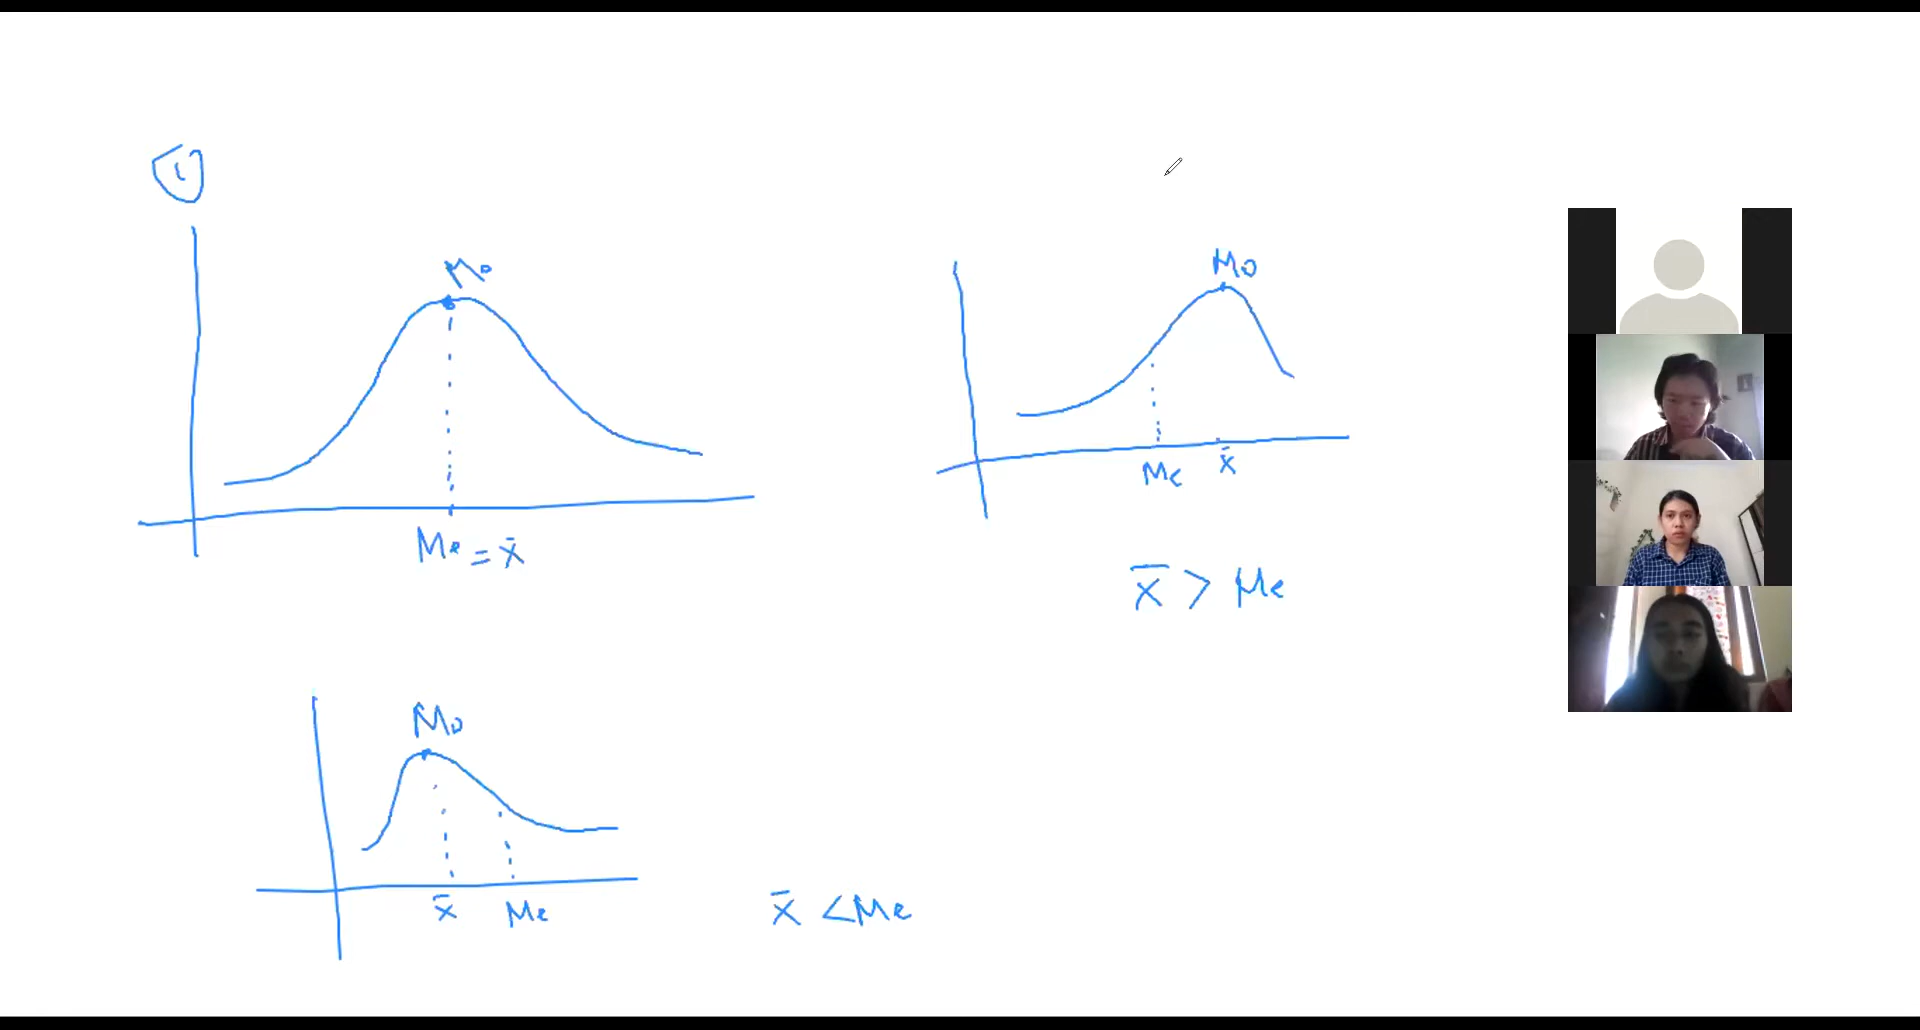 1
Mo
Me = x̄
Mo
Me x̄
x̄ > Me
Mo
x̄ Me
x̄ < Me